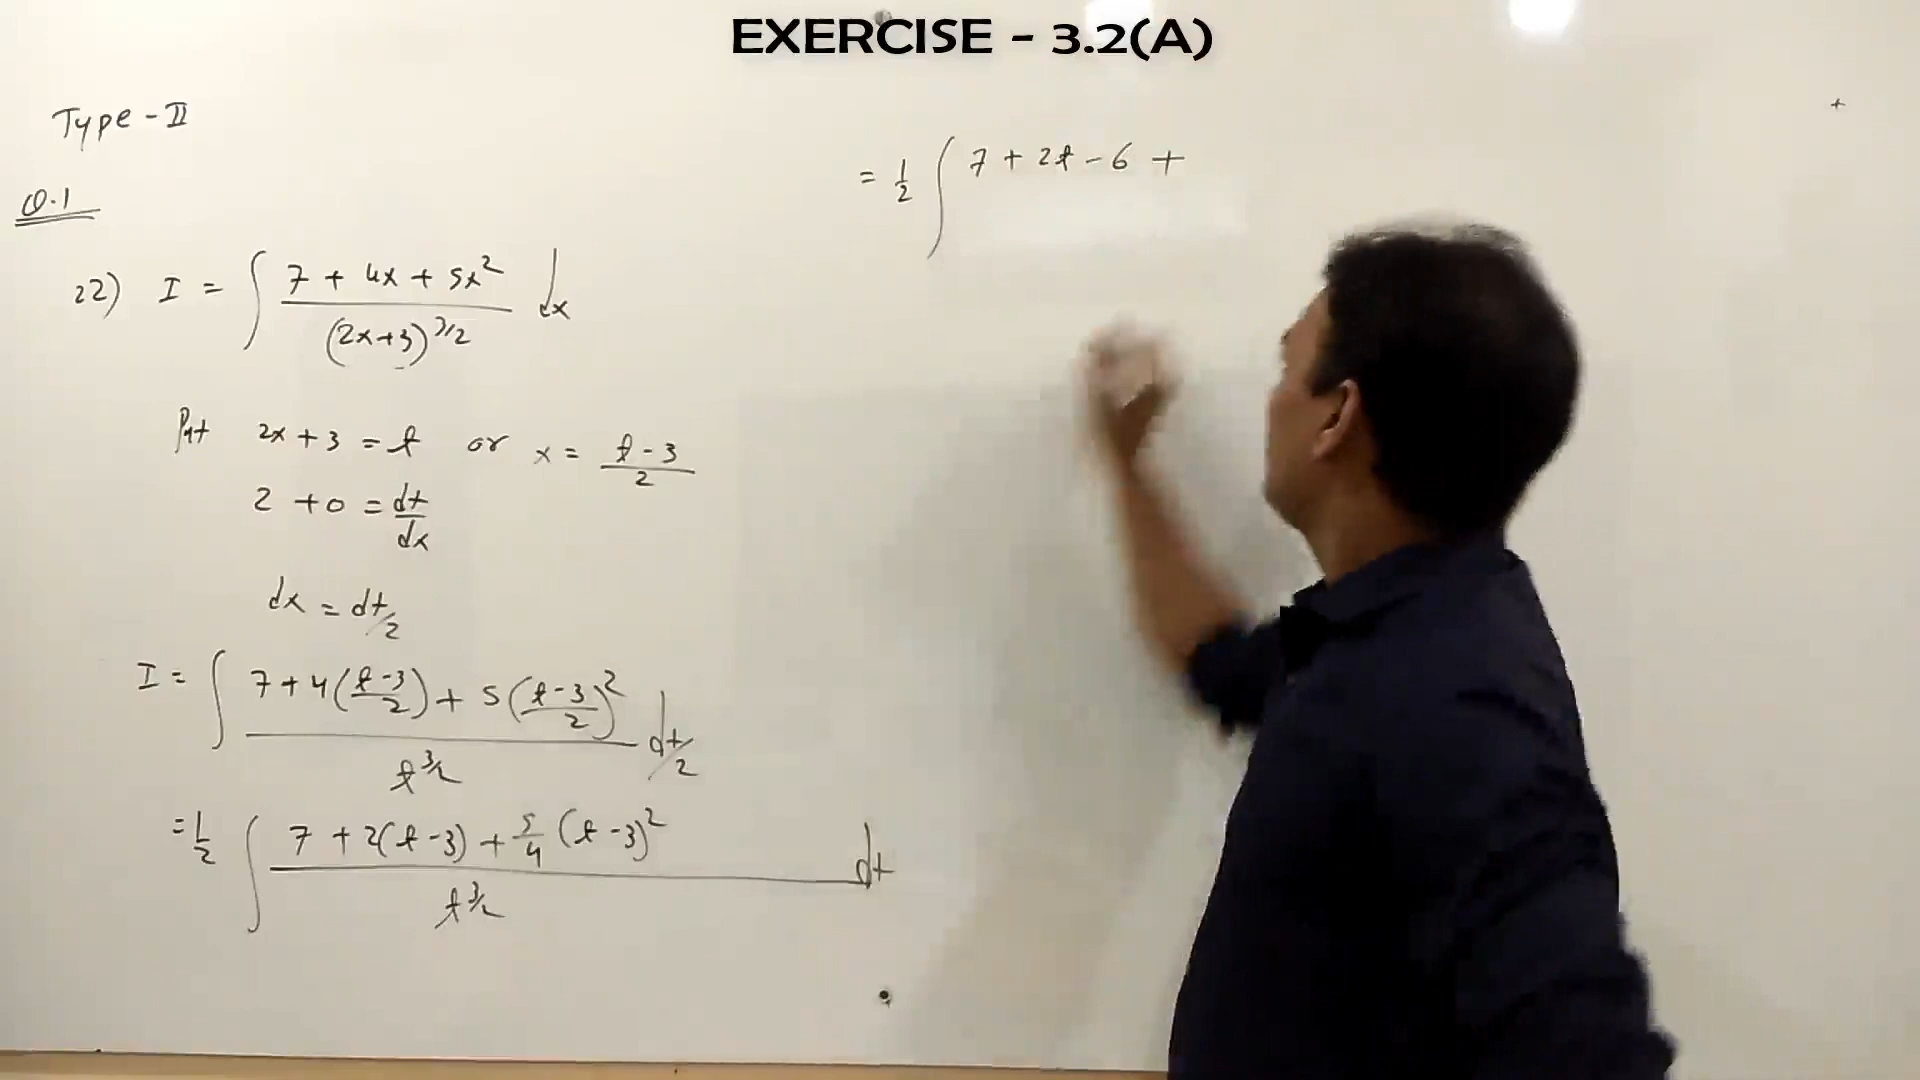 EXERCISE - 3.2(A)
Type - II
Q.1
22) I = ∫ (7 + 4x + 5x²)/(2x+3)^(3/2) dx
Put 2x + 3 = t or x = (t - 3)/2
2 + 0 = dt/dx
dx = dt/2
I = ∫ (7 + 4((t-3)/2) + 5((t-3)/2)²)/t^(3/2) dt/2
= 1/2 ∫ (7 + 2(t-3) + 5/4 (t-3)²)/t^(3/2) dt
= 1/2 ∫ 7 + 2t - 6 +